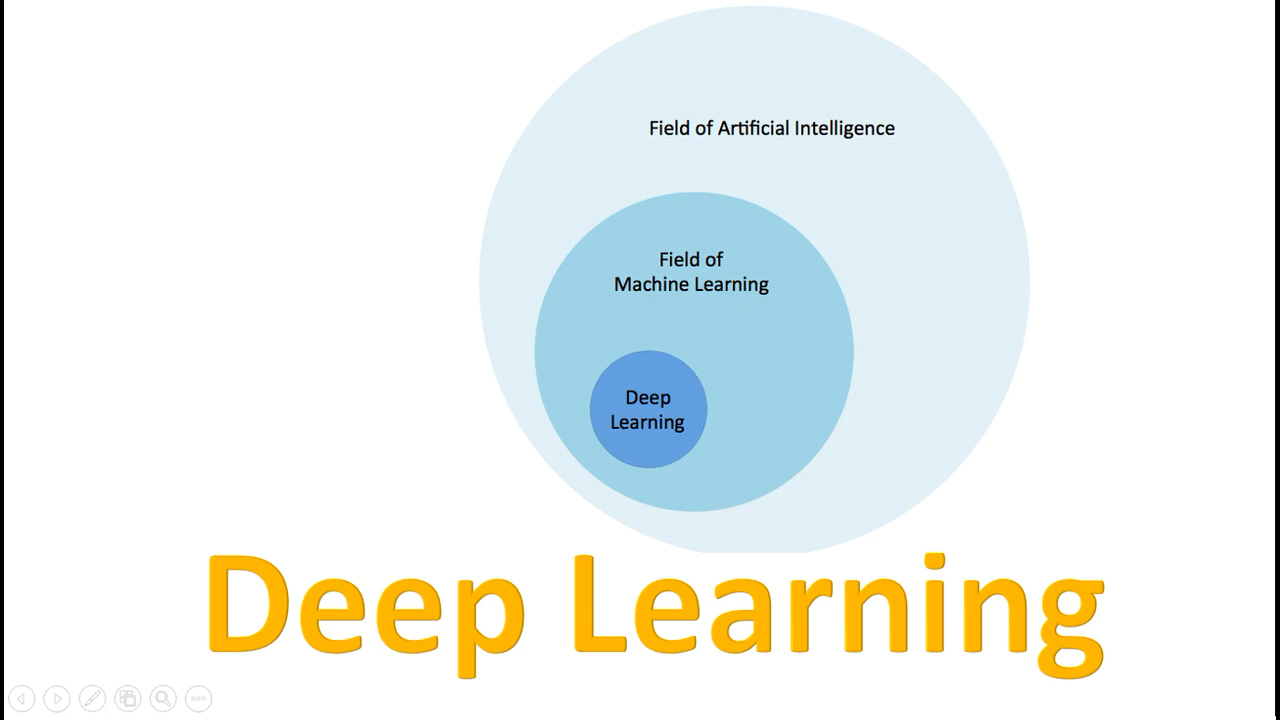 Field of Artificial Intelligence
Field of
Machine Learning
Deep
Learning
Deep Learning